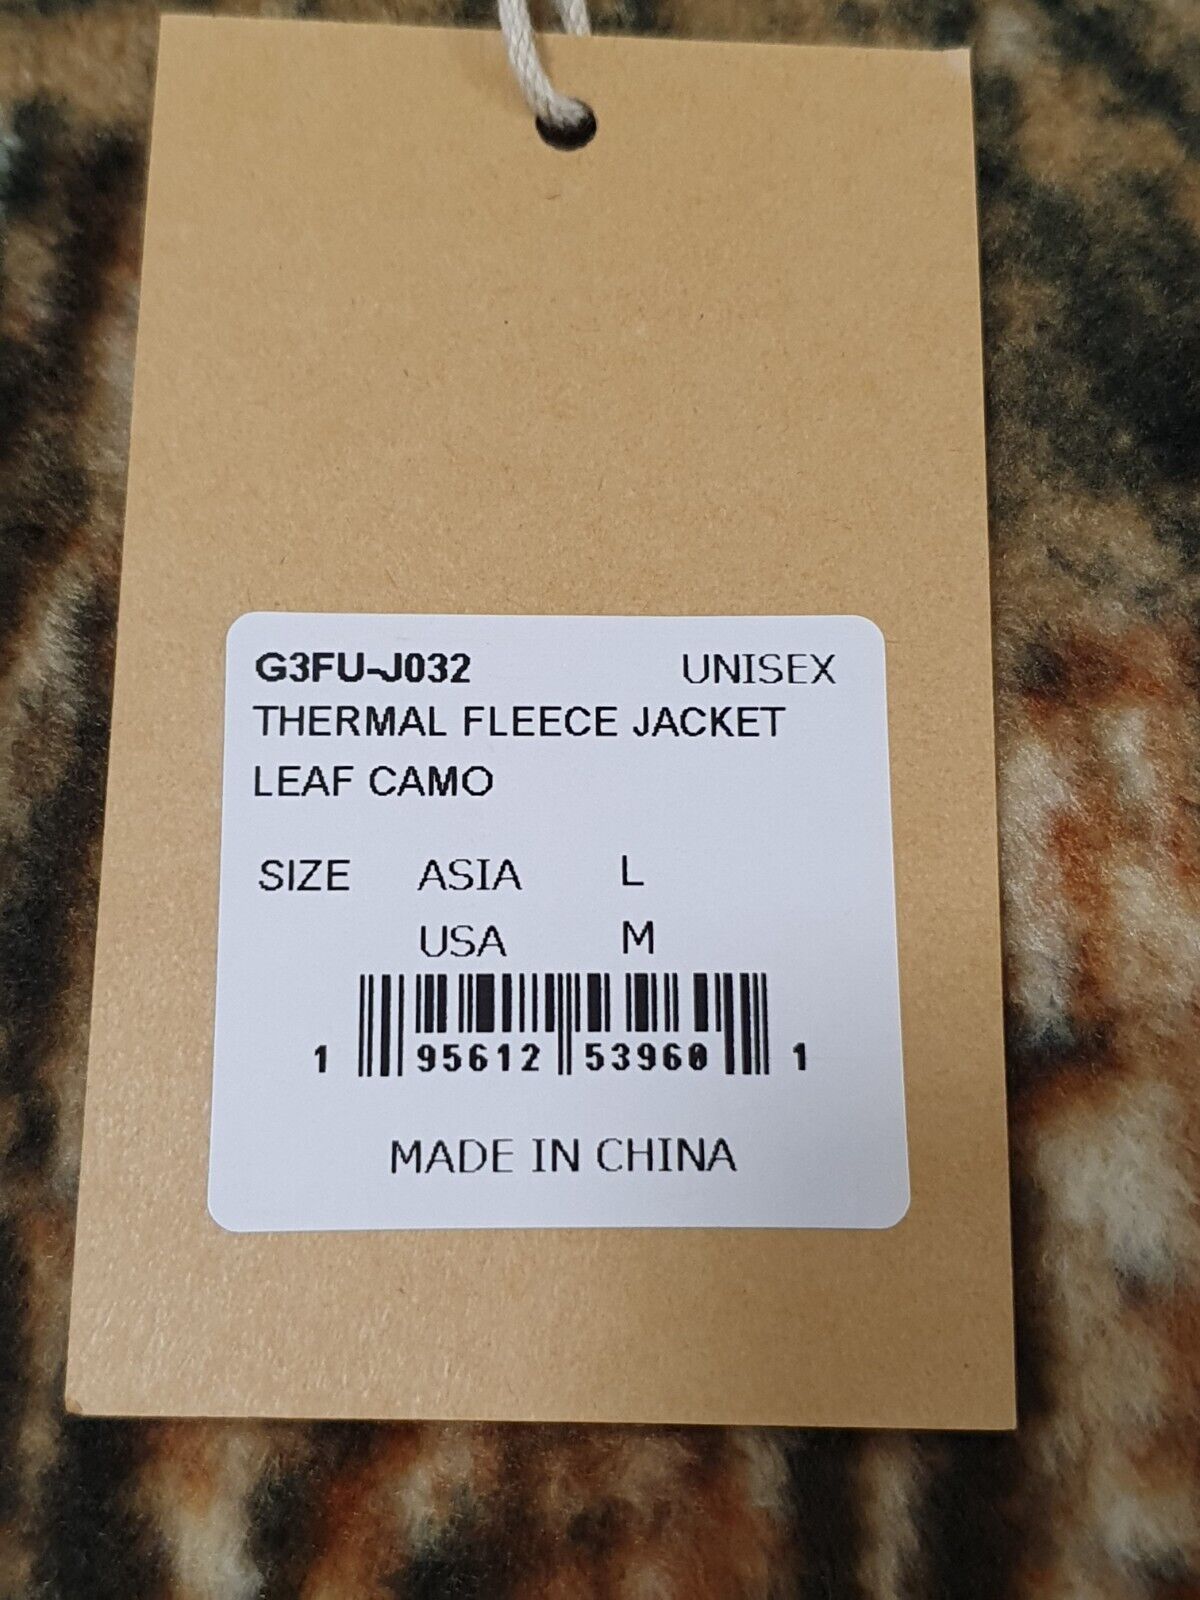 G3FU-J032 UNISEX
THERMAL FLEECE JACKET
LEAF CAMO
SIZE ASIA L
USA M
1 95612 53960 1
MADE IN CHINA